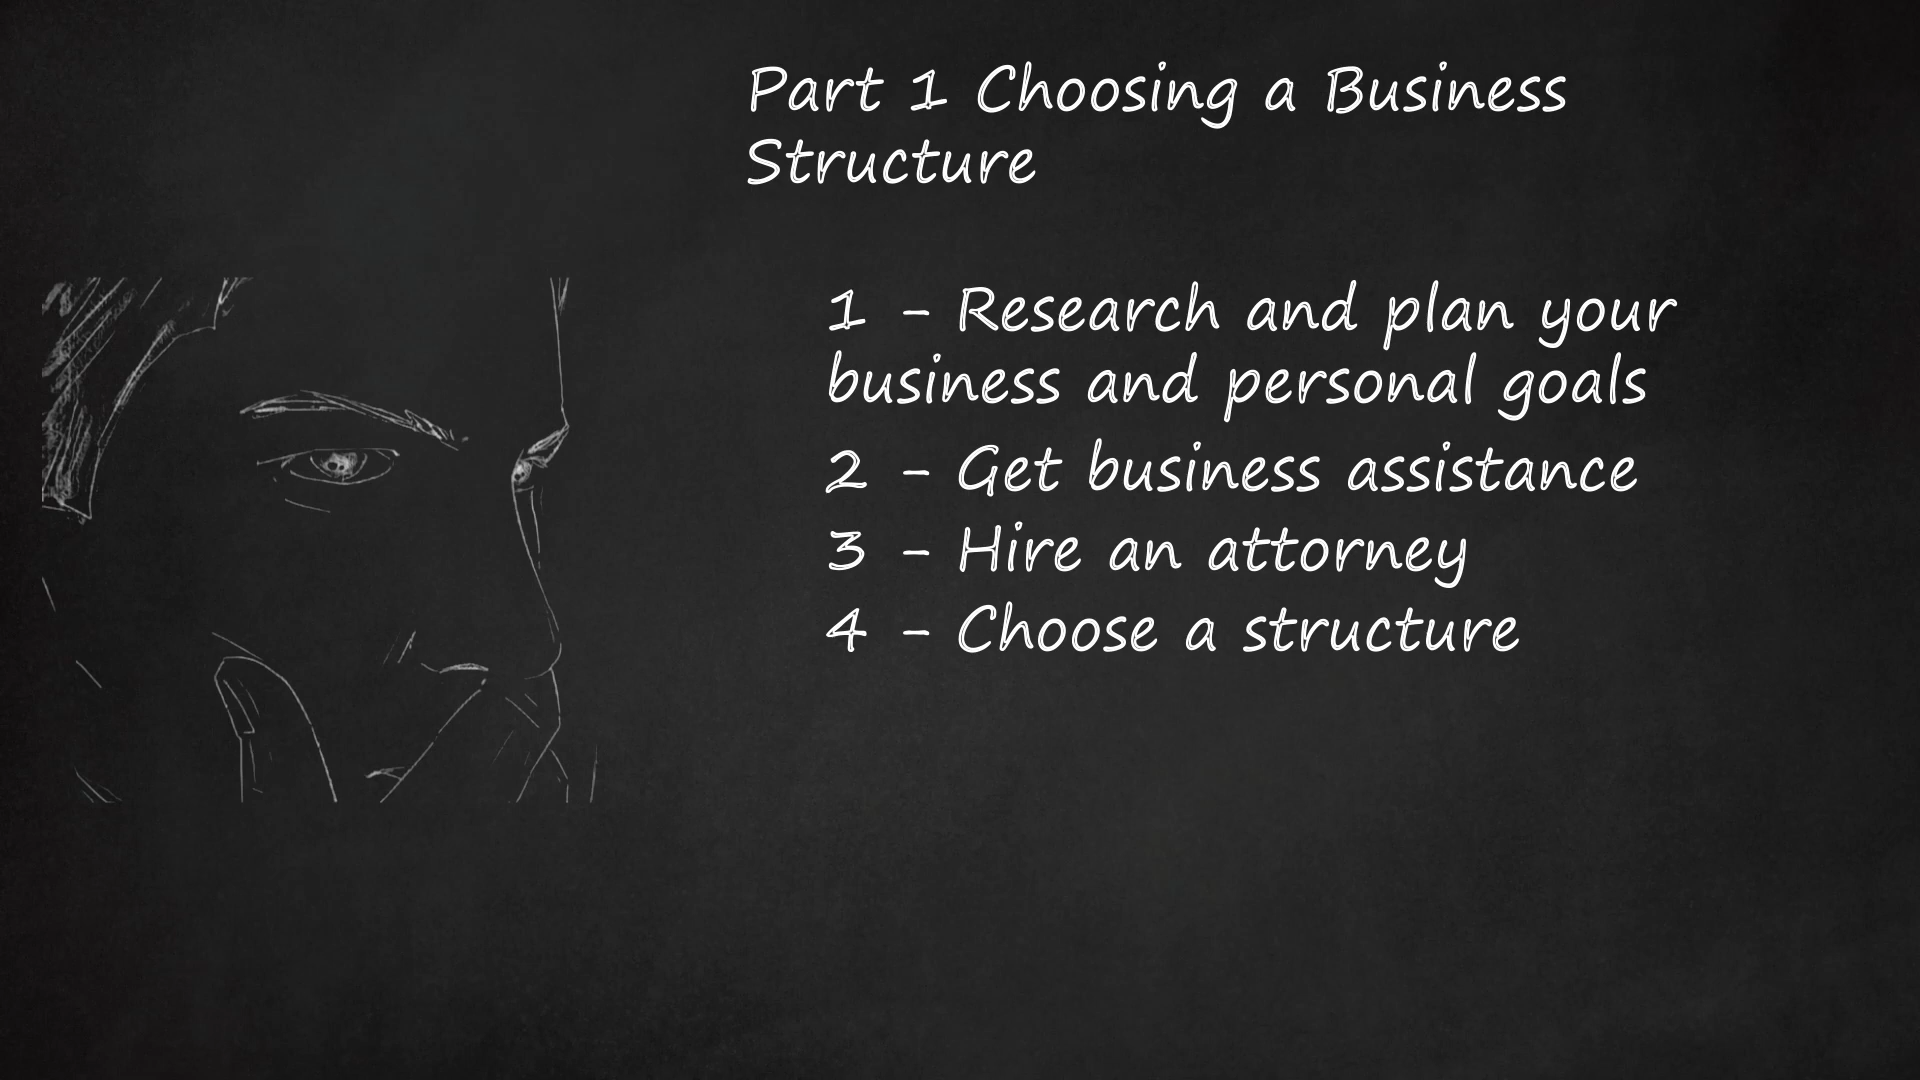 Part 1 Choosing a Business
Structure
1 - Research and plan your
business and personal goals
2 - Get business assistance
3 - Hire an attorney
4 - Choose a structure